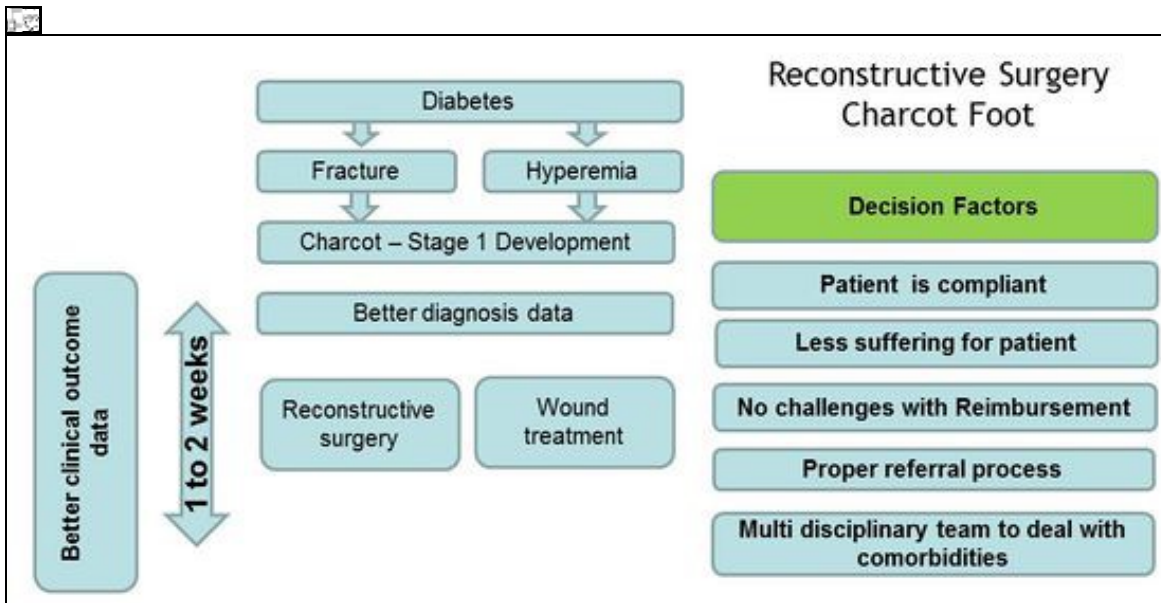 Reconstructive Surgery
Charcot Foot
Diabetes
Fracture
Hyperemia
Charcot – Stage 1 Development
Better diagnosis data
Reconstructive
surgery
Wound
treatment
Better clinical outcome
data
1 to 2 weeks
Decision Factors
Patient is compliant
Less suffering for patient
No challenges with Reimbursement
Proper referral process
Multi disciplinary team to deal with
comorbidities